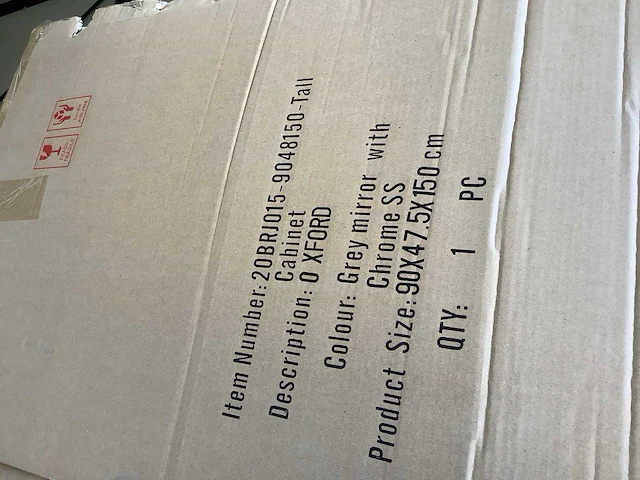 Item Number: 20BRJ015-9048150-Tall
Cabinet
Description: O XFORD
Colour: Grey mirror with
Chrome SS
Product Size: 90X47.5X150 cm
QTY: 1 PC